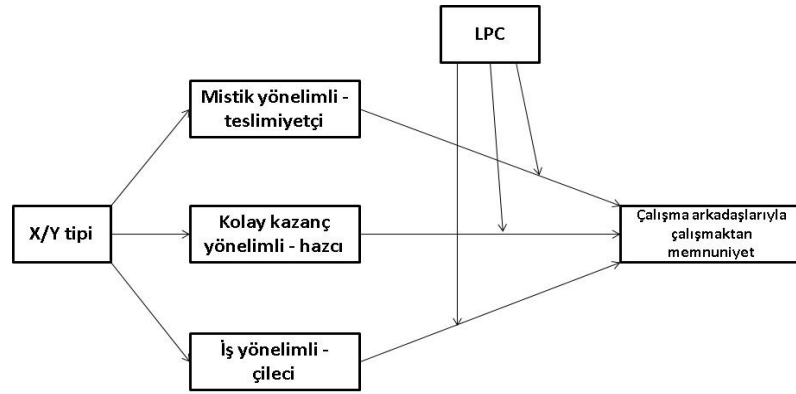 LPC
Mistik yönelimli -
teslimiyetçi
X/Y tipi
Kolay kazanç
yönelimli - hazcı
Çalışma arkadaşlarıyla
çalışmaktan
memnuniyet
İş yönelimli -
çileci